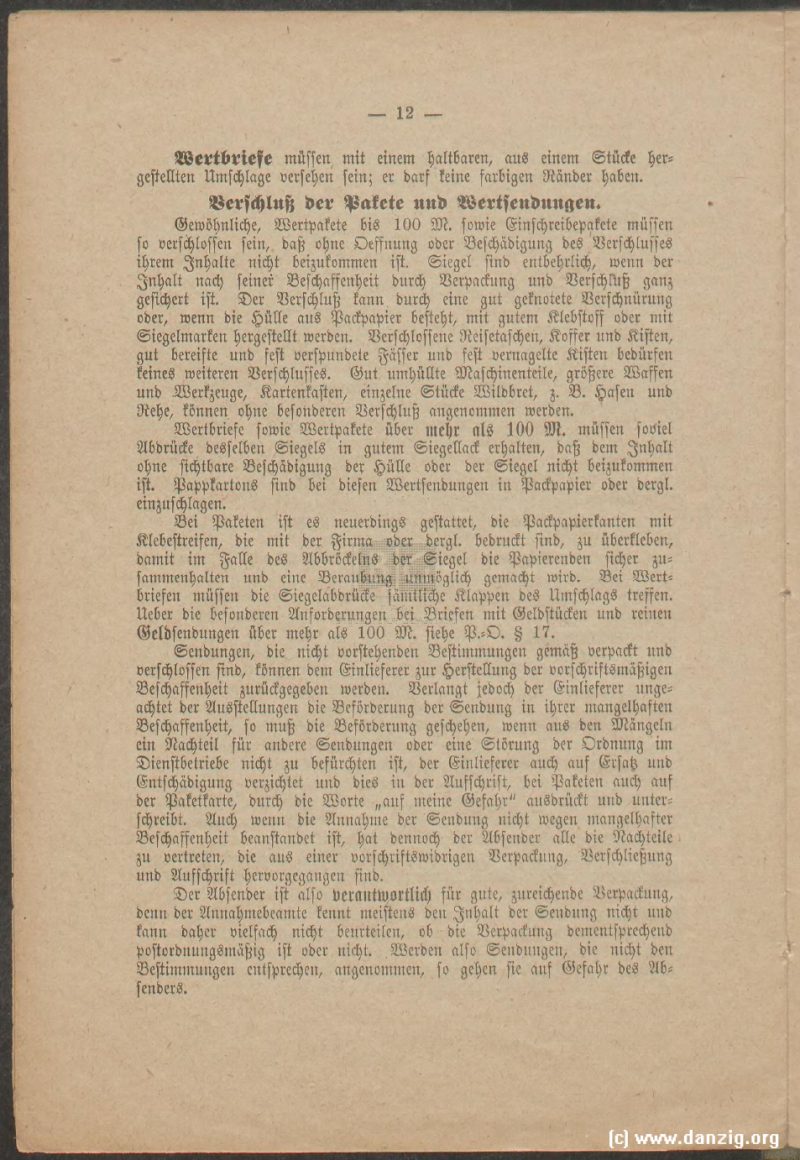 — 12 —
Wertbriefe müssen mit einem haltbaren, aus einem Stücke her-
gestellten Umschlage versehen sein; er darf keine farbigen Ränder haben.
Verschluß der Pakete und Wertsendungen.
Gewöhnliche, Wertpakete bis 100 M. sowie Einschreibepakete müssen
so verschlossen sein, daß ohne Oeffnung oder Beschädigung des Verschlusses
ihrem Inhalte nicht beizukommen ist. Siegel sind entbehrlich, wenn der
Inhalt nach seiner Beschaffenheit durch Verpackung und Verschluß ganz
gesichert ist. Der Verschluß kann durch eine gut geknotete Verschnürung
oder, wenn die Hülle aus Packpapier besteht, mit gutem Klebstoff oder mit
Siegelmarken hergestellt werden. Verschlossene Reisetaschen, Koffer und Kisten,
gut bereifte und fest verspundete Fässer und fest vernagelte Kisten bedürfen
keines weiteren Verschlusses. Gut umhüllte Maschinenteile, größere Waffen
und Werkzeuge, Kartenkasten, einzelne Stücke Wildbret, z. B. Hasen und
Rehe, können ohne besonderen Verschluß angenommen werden.
Wertbriefe sowie Wertpakete über mehr als 100 M. müssen soviel
Abdrücke desselben Siegels in gutem Siegellack erhalten, daß dem Inhalt
ohne sichtbare Beschädigung der Hülle oder der Siegel nicht beizukommen
ist. Pappkartons sind bei diesen Wertsendungen in Packpapier oder dergl.
einzuschlagen.
Bei Paketen ist es neuerdings gestattet, die Packpapierkanten mit
Klebestreifen, die mit der Firma oder dergl. bedruckt sind, zu überkleben,
damit im Falle des Abbröckelns der Siegel die Papierenden sicher zu-
sammenhalten und eine Beraubung unmöglich gemacht wird. Bei Wert-
briefen müssen die Siegelabdrücke sämtliche Klappen des Umschlags treffen.
Ueber die besonderen Anforderungen bei Briefen mit Geldstücken und reinen
Geldsendungen über mehr als 100 M. siehe P.-O. § 17.
Sendungen, die nicht vorstehenden Bestimmungen gemäß verpackt und
verschlossen sind, können dem Einlieferer zur Herstellung der vorschriftsmäßigen
Beschaffenheit zurückgegeben werden. Verlangt jedoch der Einlieferer unge-
achtet der Ausstellungen die Beförderung der Sendung in ihrer mangelhaften
Beschaffenheit, so muß die Beförderung geschehen, wenn aus den Mängeln
ein Nachteil für andere Sendungen oder eine Störung der Ordnung im
Dienstbetriebe nicht zu befürchten ist, der Einlieferer auch auf Ersatz und
Entschädigung verzichtet und dies in der Aufschrift, bei Paketen auch auf
der Paketkarte, durch die Worte „auf meine Gefahr“ ausdrückt und unter-
schreibt. Auch wenn die Annahme der Sendung nicht wegen mangelhafter
Beschaffenheit beanstandet ist, hat dennoch der Absender alle die Nachteile
zu vertreten, die aus einer vorschriftswidrigen Verpackung, Verschließung
und Aufschrift hervorgegangen sind.
Der Absender ist also verantwortlich für gute, zureichende Verpackung,
denn der Annahmebeamte kennt meistens den Inhalt der Sendung nicht und
kann daher vielfach nicht beurteilen, ob die Verpackung dementsprechend
postordnungsmäßig ist oder nicht. Werden also Sendungen, die nicht den
Bestimmungen entsprechen, angenommen, so gehen sie auf Gefahr des Ab-
senders.
(c) www.danzig.org